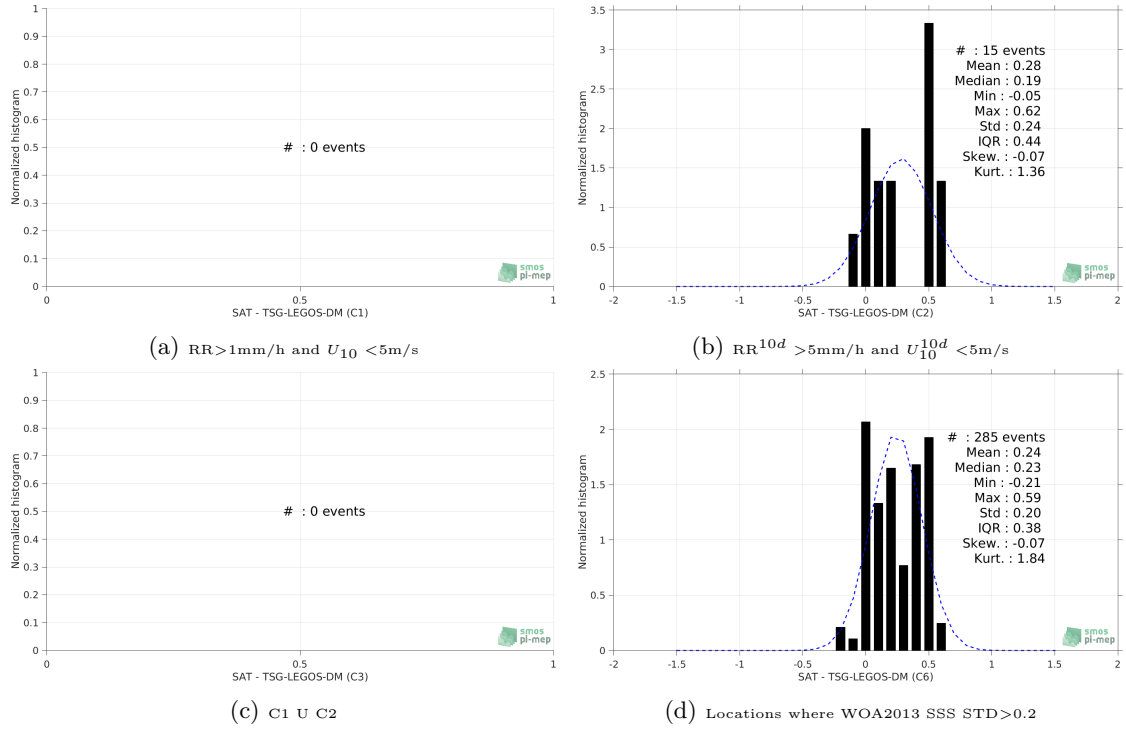 1
0.9
0.8
0.7
0.6
0.5
0.4
0.3
0.2
0.1
0
Normalized histogram
# : 0 events
0 0.5 1
SAT - TSG-LEGOS-DM (C1)
smos
pi-mep
(a) RR>1mm/h and U10 <5m/s
3.5
3
2.5
2
1.5
1
0.5
0
Normalized histogram
# : 15 events
Mean : 0.28
Median : 0.19
Min : -0.05
Max : 0.62
Std : 0.24
IQR : 0.44
Skew. : -0.07
Kurt. : 1.36
-2 -1.5 -1 -0.5 0 0.5 1 1.5 2
SAT - TSG-LEGOS-DM (C2)
smos
pi-mep
(b) RR10d >5mm/h and U10d10 <5m/s
1
0.9
0.8
0.7
0.6
0.5
0.4
0.3
0.2
0.1
0
Normalized histogram
# : 0 events
0 0.5 1
SAT - TSG-LEGOS-DM (C3)
smos
pi-mep
(c) C1 U C2
2.5
2
1.5
1
0.5
0
Normalized histogram
# : 285 events
Mean : 0.24
Median : 0.23
Min : -0.21
Max : 0.59
Std : 0.20
IQR : 0.38
Skew. : -0.07
Kurt. : 1.84
-2 -1.5 -1 -0.5 0 0.5 1 1.5 2
SAT - TSG-LEGOS-DM (C6)
smos
pi-mep
(d) Locations where WOA2013 SSS STD>0.2